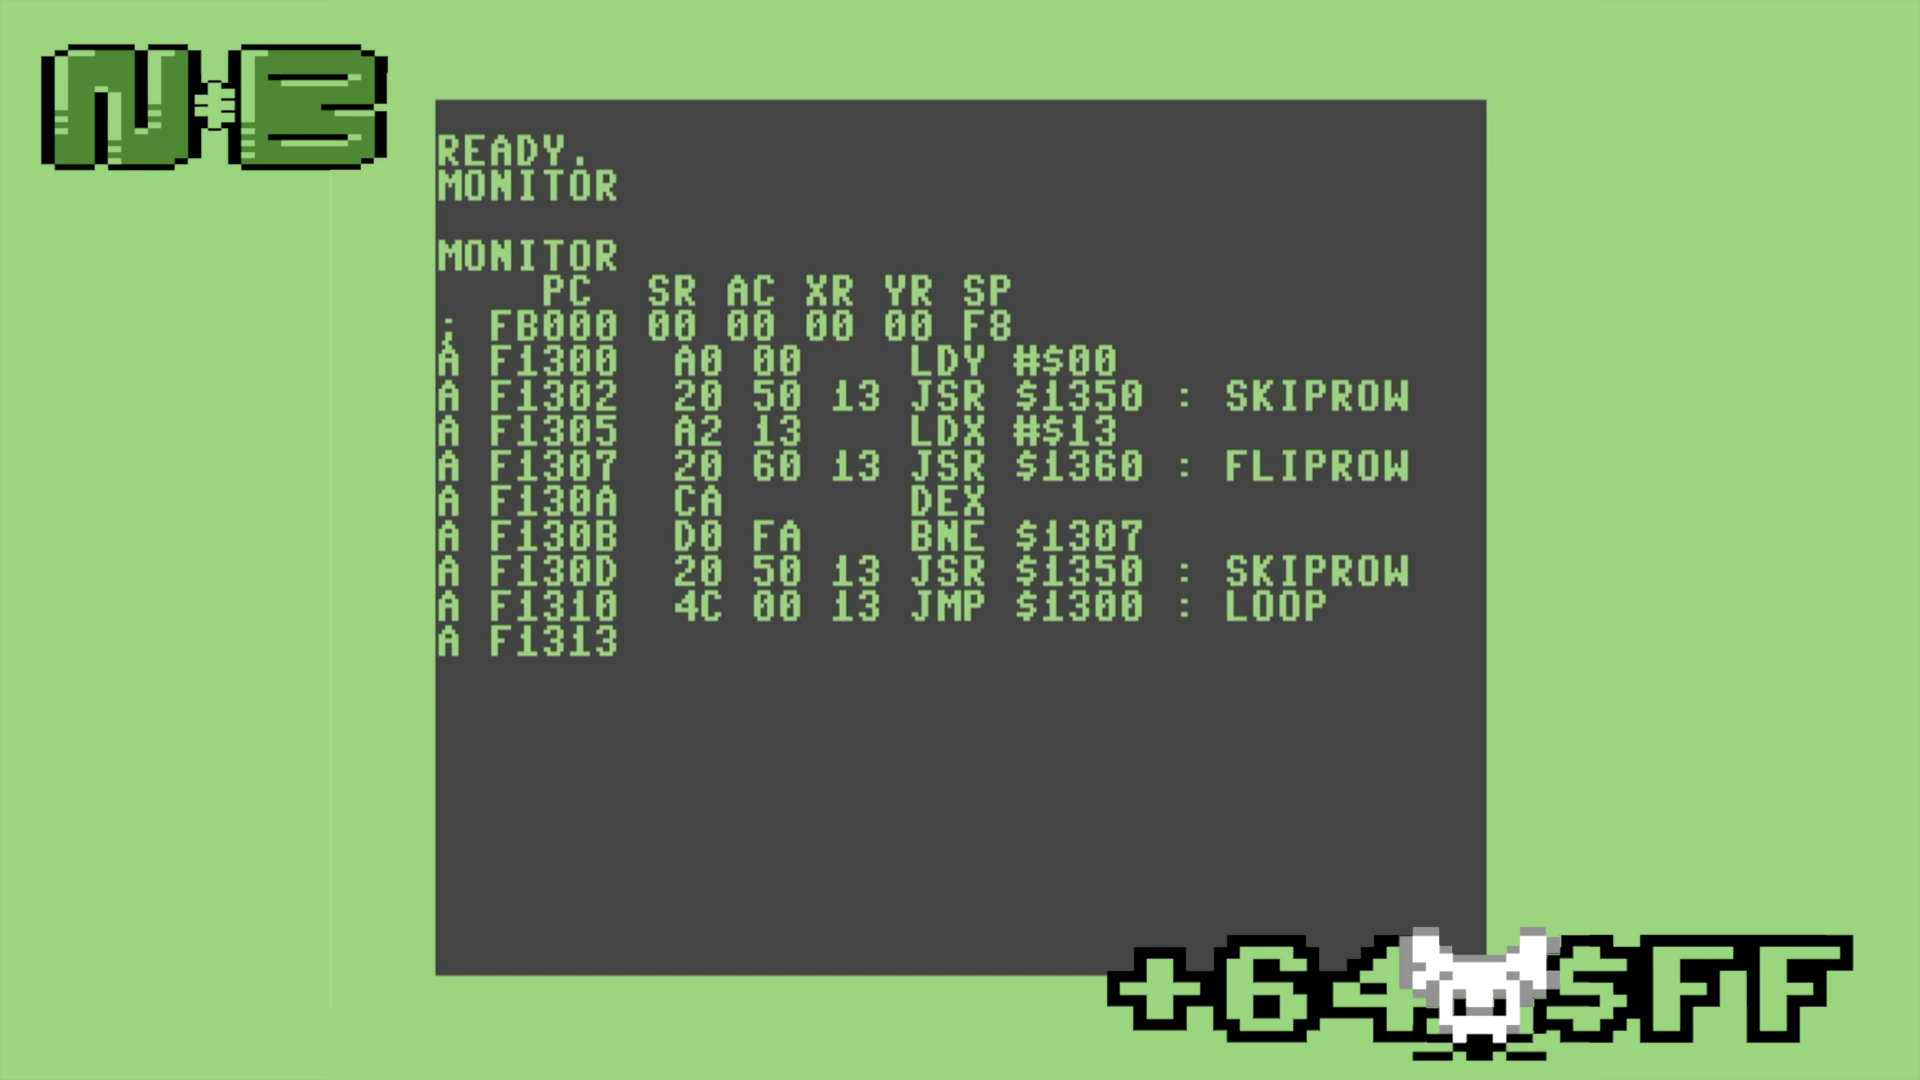 N:B
READY.
MONITOR
MONITOR
PC SR AC XR YR SP
; FB000 00 00 00 00 F8
A F1300 A0 00 LDY #$00
A F1302 20 50 13 JSR $1350 : SKIPROW
A F1305 A2 13 LDX #$13
A F1307 20 60 13 JSR $1360 : FLIPROW
A F130A CA DEX
A F130B D0 FA BNE $1307
A F130D 20 50 13 JSR $1350 : SKIPROW
A F1310 4C 00 13 JMP $1300 : LOOP
A F1313
+64 $FF